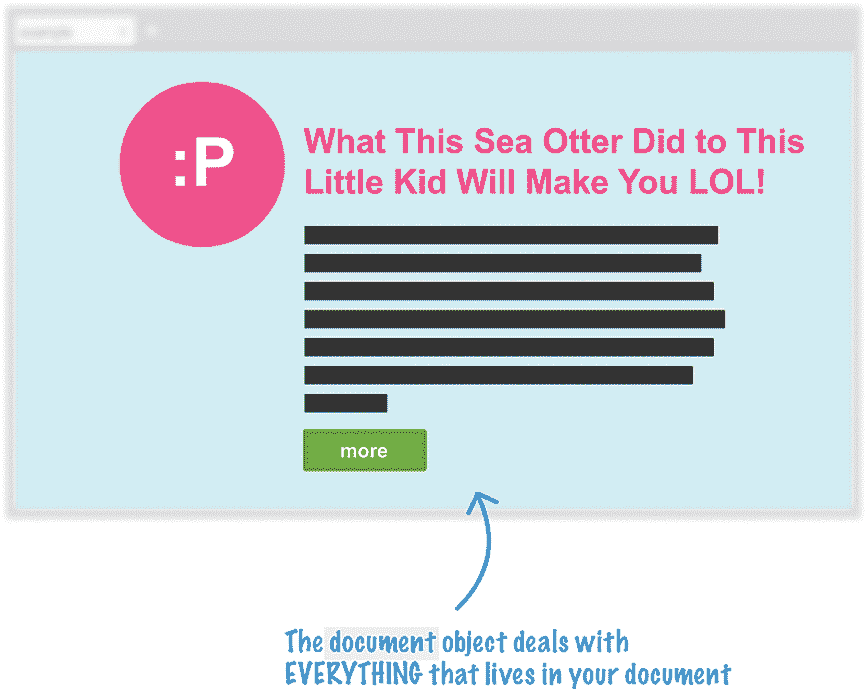 :P
What This Sea Otter Did to This
Little Kid Will Make You LOL!
more
The document object deals with
EVERYTHING that lives in your document